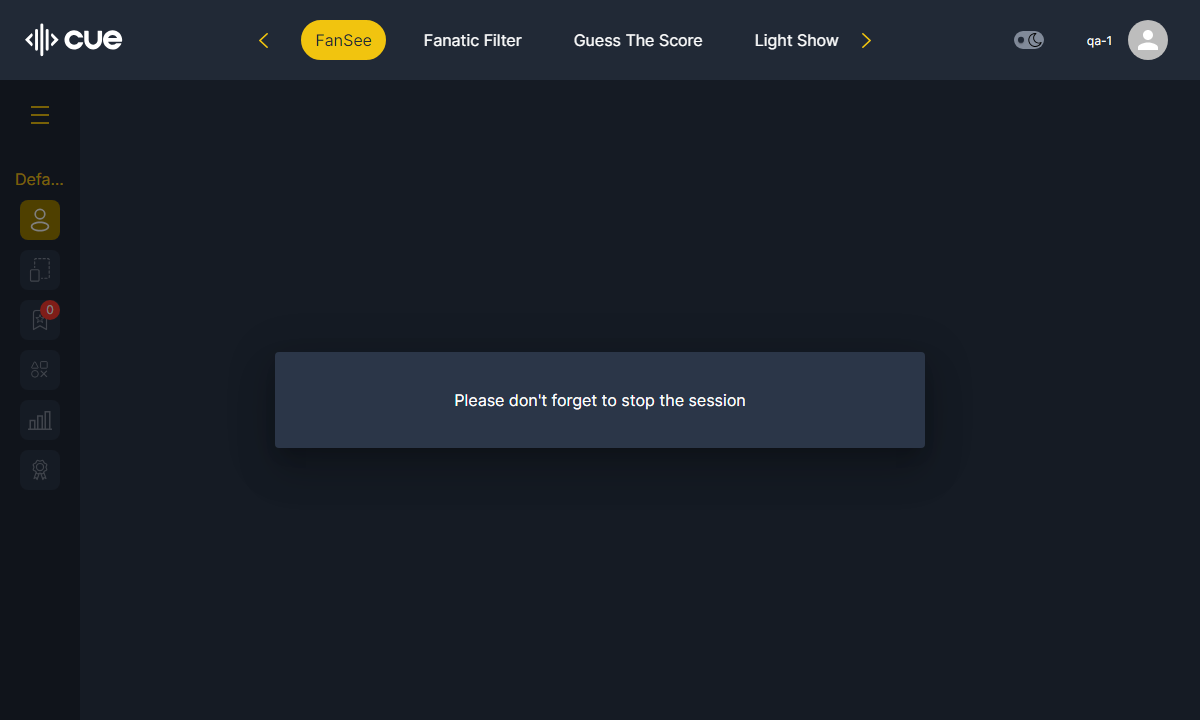 cue
FanSee
Fanatic Filter
Guess The Score
Light Show
qa-1
Defa...
0
Please don't forget to stop the session